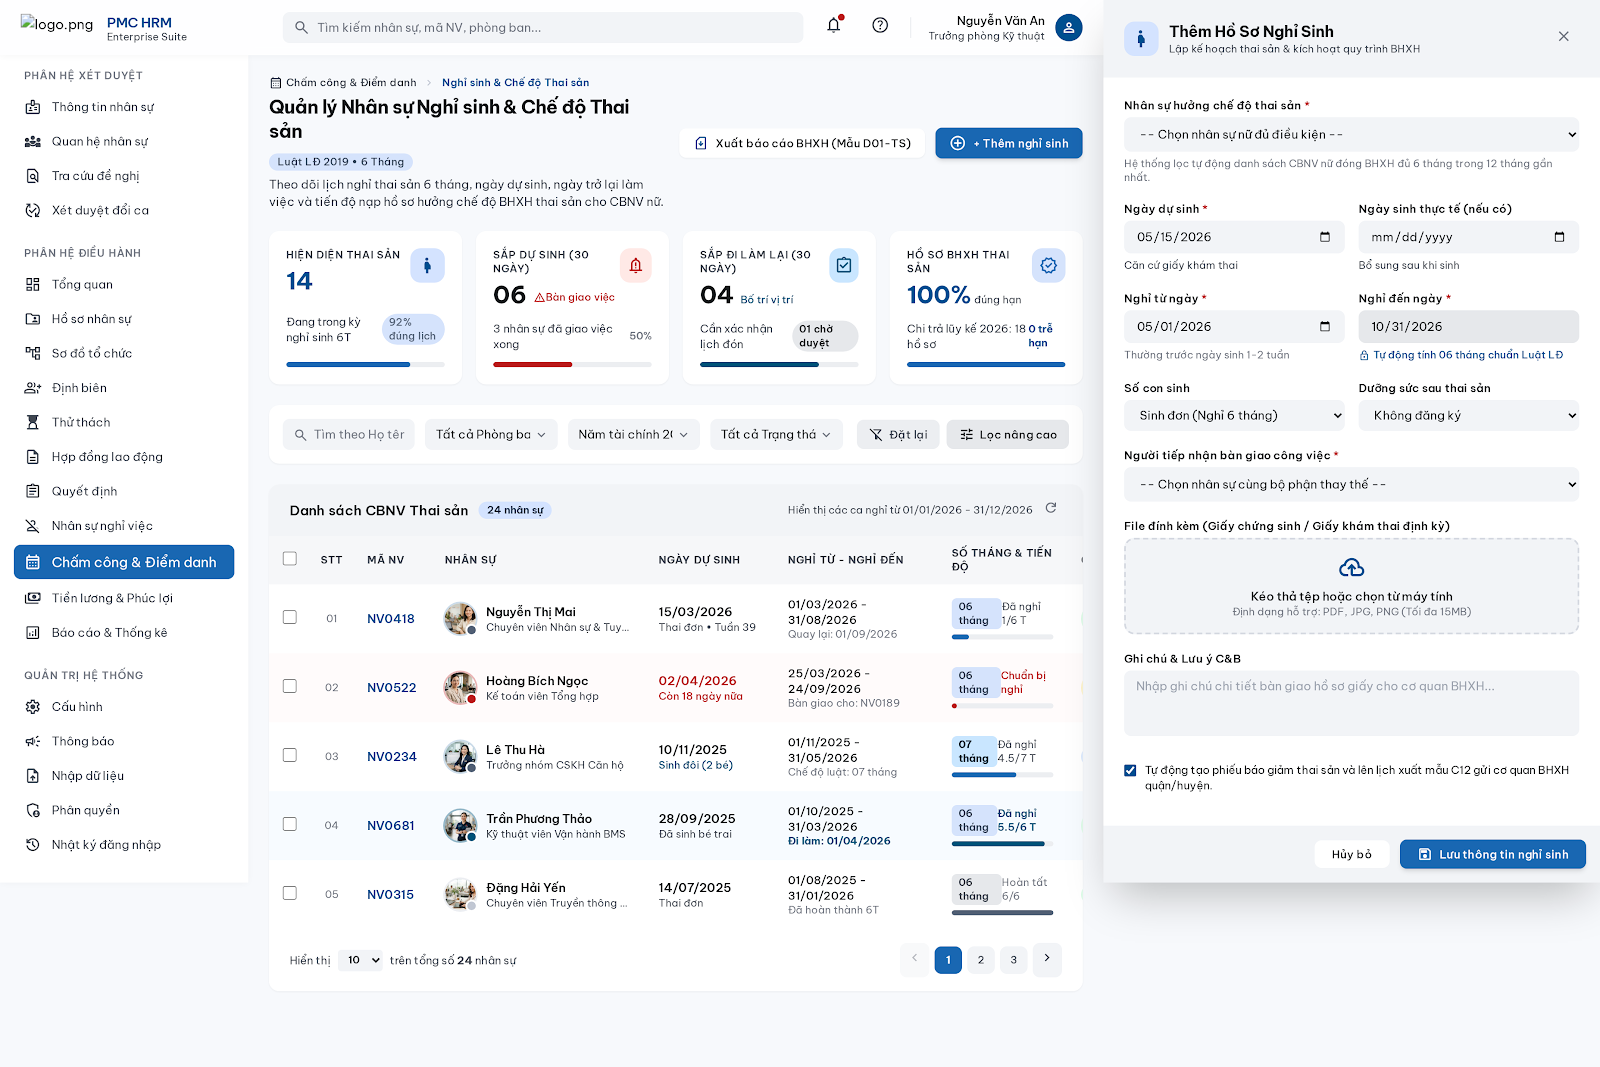 logo.png
PMC HRM
Enterprise Suite
Tìm kiếm nhân sự, mã NV, phòng ban...
Nguyễn Văn An
Trưởng phòng Kỹ thuật
PHÂN HỆ XÉT DUYỆT
Thông tin nhân sự
Quan hệ nhân sự
Tra cứu đề nghị
Xét duyệt đổi ca
PHÂN HỆ ĐIỀU HÀNH
Tổng quan
Hồ sơ nhân sự
Sơ đồ tổ chức
Định biên
Thử thách
Hợp đồng lao động
Quyết định
Nhân sự nghỉ việc
Chấm công & Điểm danh
Tiền lương & Phúc lợi
Báo cáo & Thống kê
QUẢN TRỊ HỆ THỐNG
Cấu hình
Thông báo
Nhập dữ liệu
Phân quyền
Nhật ký đăng nhập
Chấm công & Điểm danh
Nghỉ sinh & Chế độ Thai sản
Quản lý Nhân sự Nghỉ sinh & Chế độ Thai
sản
Luật LĐ 2019 • 6 Tháng
Theo dõi lịch nghỉ thai sản 6 tháng, ngày dự sinh, ngày trở lại làm
việc và tiến độ nạp hồ sơ hưởng chế độ BHXH thai sản cho CBNV nữ.
Xuất báo cáo BHXH (Mẫu D01-TS)
+ Thêm nghỉ sinh
HIỆN DIỆN THAI SẢN
14
Đang trong kỳ
nghỉ sinh 6T
92%
đúng lịch
SẮP DỰ SINH (30
NGÀY)
06
Bàn giao việc
3 nhân sự đã giao việc
xong
50%
SẮP ĐI LÀM LẠI (30
NGÀY)
04
Bố trí vị trí
Cần xác nhận
lịch đón
01 chờ
duyệt
HỒ SƠ BHXH THAI
SẢN
100%
đúng hạn
Chi trả lũy kế 2026: 18
hồ sơ
0 trễ
hạn
Tìm theo Họ têr
Tất cả Phòng ba
Năm tài chính 2(
Tất cả Trạng thá
Đặt lại
Lọc nâng cao
Danh sách CBNV Thai sản
24 nhân sự
Hiển thị các ca nghỉ từ 01/01/2026 - 31/12/2026
STT
MÃ NV
NHÂN SỰ
NGÀY DỰ SINH
NGHỈ TỪ - NGHỈ ĐẾN
SỐ THÁNG & TIẾN
ĐỘ
01
NV0418
Nguyễn Thị Mai
Chuyên viên Nhân sự & Tuy...
15/03/2026
Thai đơn • Tuần 39
01/03/2026 -
31/08/2026
Quay lại: 01/09/2026
06
tháng
Đã nghỉ
1/6 T
02
NV0522
Hoàng Bích Ngọc
Kế toán viên Tổng hợp
02/04/2026
Còn 18 ngày nữa
25/03/2026 -
24/09/2026
Bàn giao cho: NV0189
06
tháng
Chuẩn bị
nghỉ
03
NV0234
Lê Thu Hà
Trưởng nhóm CSKH Căn hộ
10/11/2025
Sinh đôi (2 bé)
01/11/2025 -
31/05/2026
Chế độ luật: 07 tháng
07
tháng
Đã nghỉ
4.5/7 T
04
NV0681
Trần Phương Thảo
Kỹ thuật viên Vận hành BMS
28/09/2025
Đã sinh bé trai
01/10/2025 -
31/03/2026
Đi làm: 01/04/2026
06
tháng
Đã nghỉ
5.5/6 T
05
NV0315
Đặng Hải Yến
Chuyên viên Truyền thông ...
14/07/2025
Thai đơn
01/08/2025 -
31/01/2026
Đã hoàn thành 6T
06
tháng
Hoàn tất
6/6
Hiển thị
10
trên tổng số 24 nhân sự
1
2
3
Thêm Hồ Sơ Nghỉ Sinh
Lập kế hoạch thai sản & kích hoạt quy trình BHXH
Nhân sự hưởng chế độ thai sản *
-- Chọn nhân sự nữ đủ điều kiện --
Hệ thống lọc tự động danh sách CBNV nữ đóng BHXH đủ 6 tháng trong 12 tháng gần
nhất.
Ngày dự sinh *
05/15/2026
Căn cứ giấy khám thai
Ngày sinh thực tế (nếu có)
mm/dd/yyyy
Bổ sung sau khi sinh
Nghỉ từ ngày *
05/01/2026
Thường trước ngày sinh 1-2 tuần
Nghỉ đến ngày *
10/31/2026
Tự động tính 06 tháng chuẩn Luật LĐ
Số con sinh
Sinh đơn (Nghỉ 6 tháng)
Dưỡng sức sau thai sản
Không đăng ký
Người tiếp nhận bàn giao công việc *
-- Chọn nhân sự cùng bộ phận thay thế --
File đính kèm (Giấy chứng sinh / Giấy khám thai định kỳ)
Kéo thả tệp hoặc chọn từ máy tính
Định dạng hỗ trợ: PDF, JPG, PNG (Tối đa 15MB)
Ghi chú & Lưu ý C&B
Nhập ghi chú chi tiết bàn giao hồ sơ giấy cho cơ quan BHXH...
Tự động tạo phiếu báo giảm thai sản và lên lịch xuất mẫu C12 gửi cơ quan BHXH
quận/huyện.
Hủy bỏ
Lưu thông tin nghỉ sinh